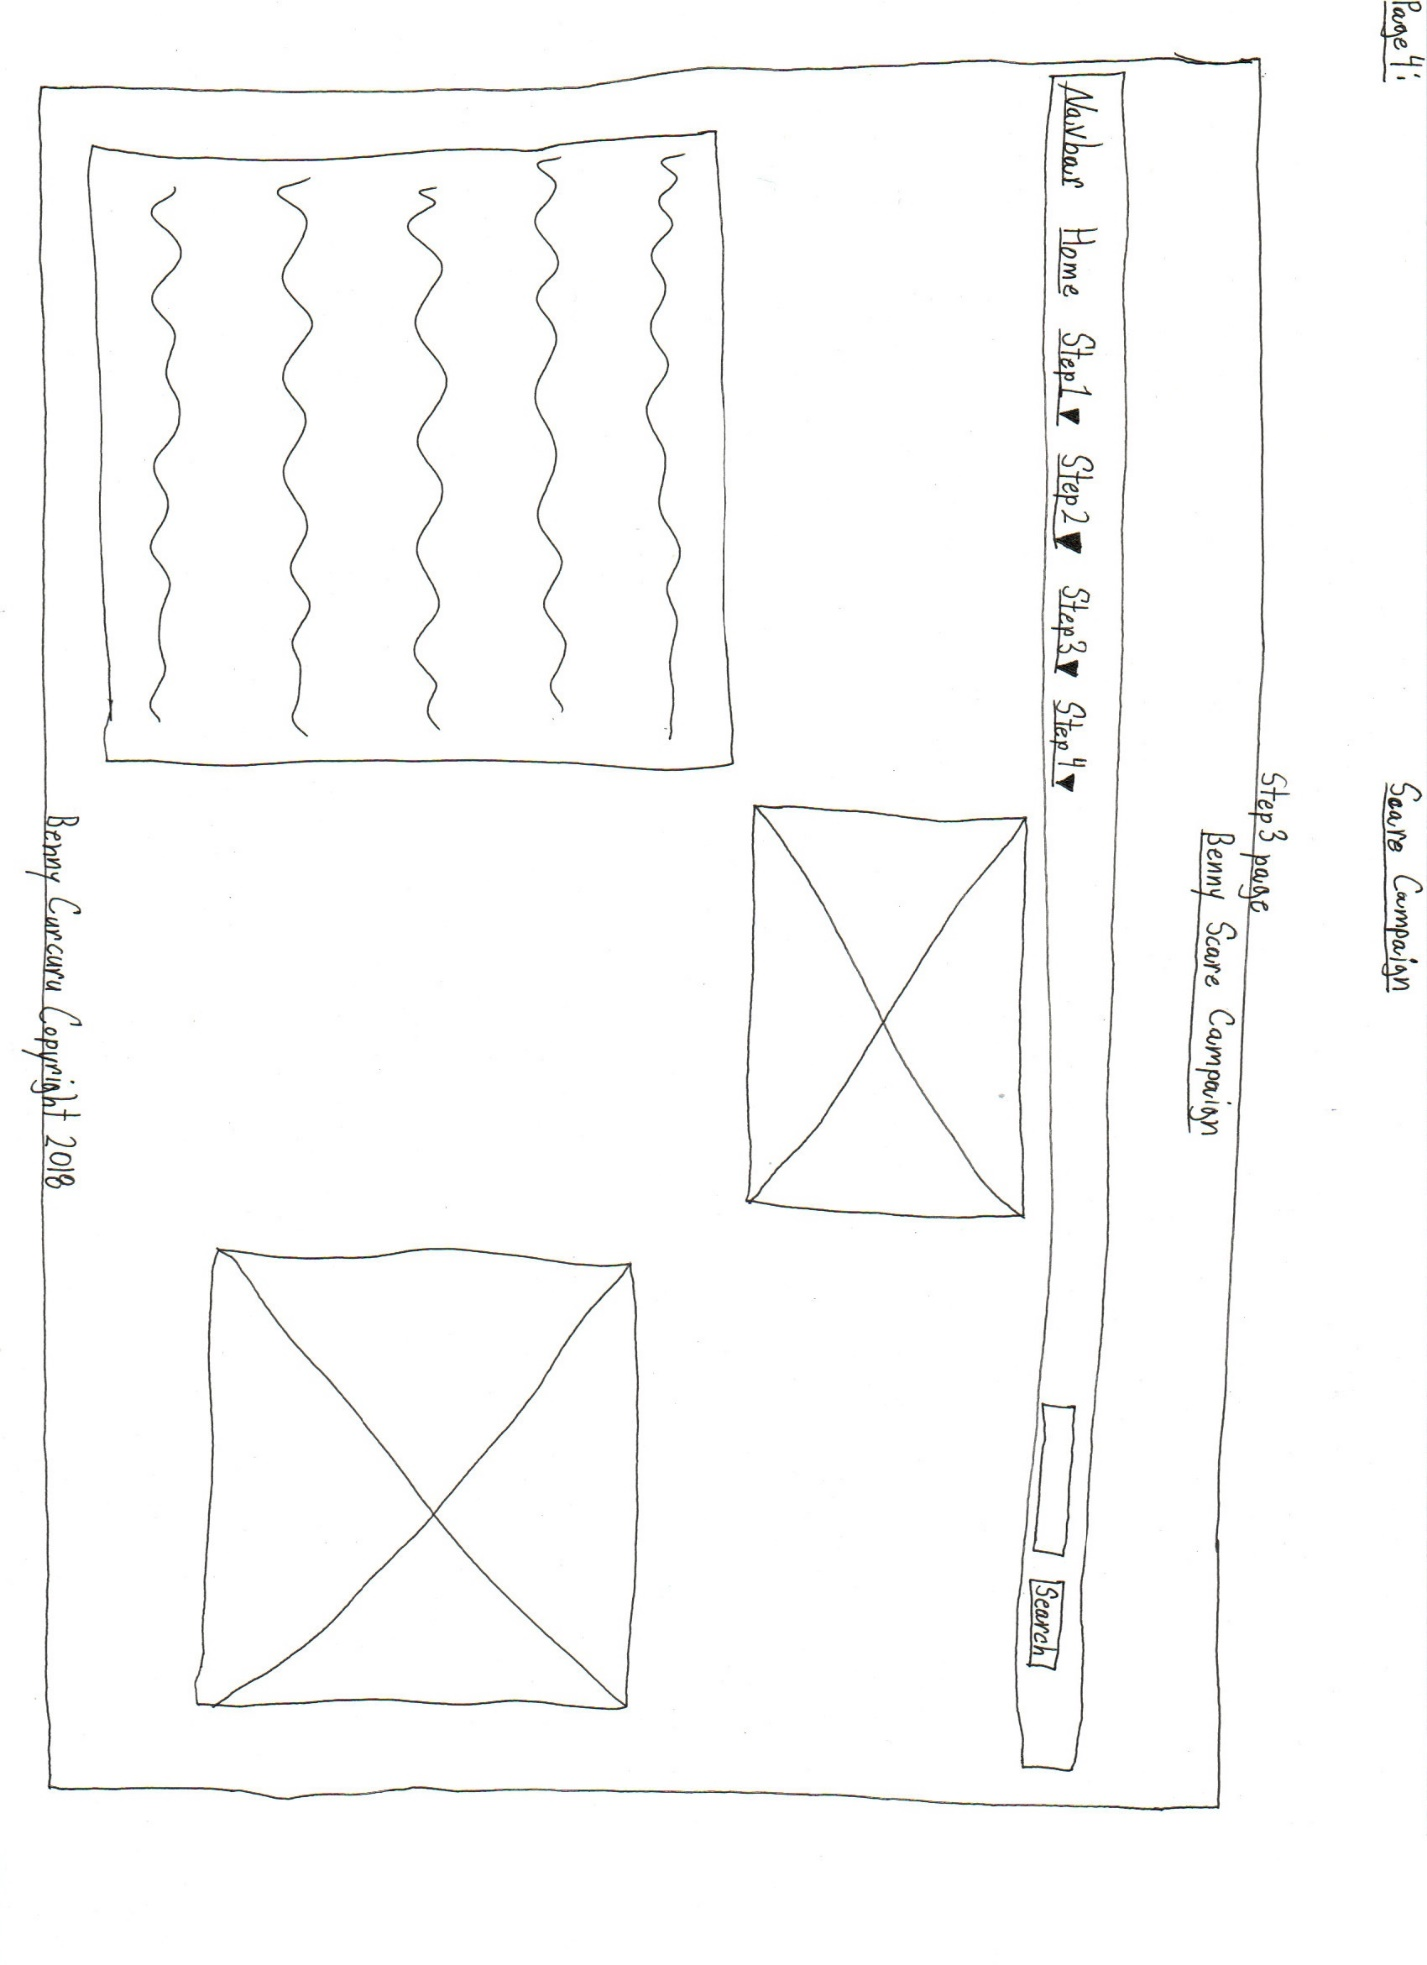 Page 4:
Scare Campaign
Step 3 page
Benny Scare Campaign
Navbar Home Step1▼ Step2▼ Step3▼ Step4▼ Search
Benny Curcuru Copyright 2018